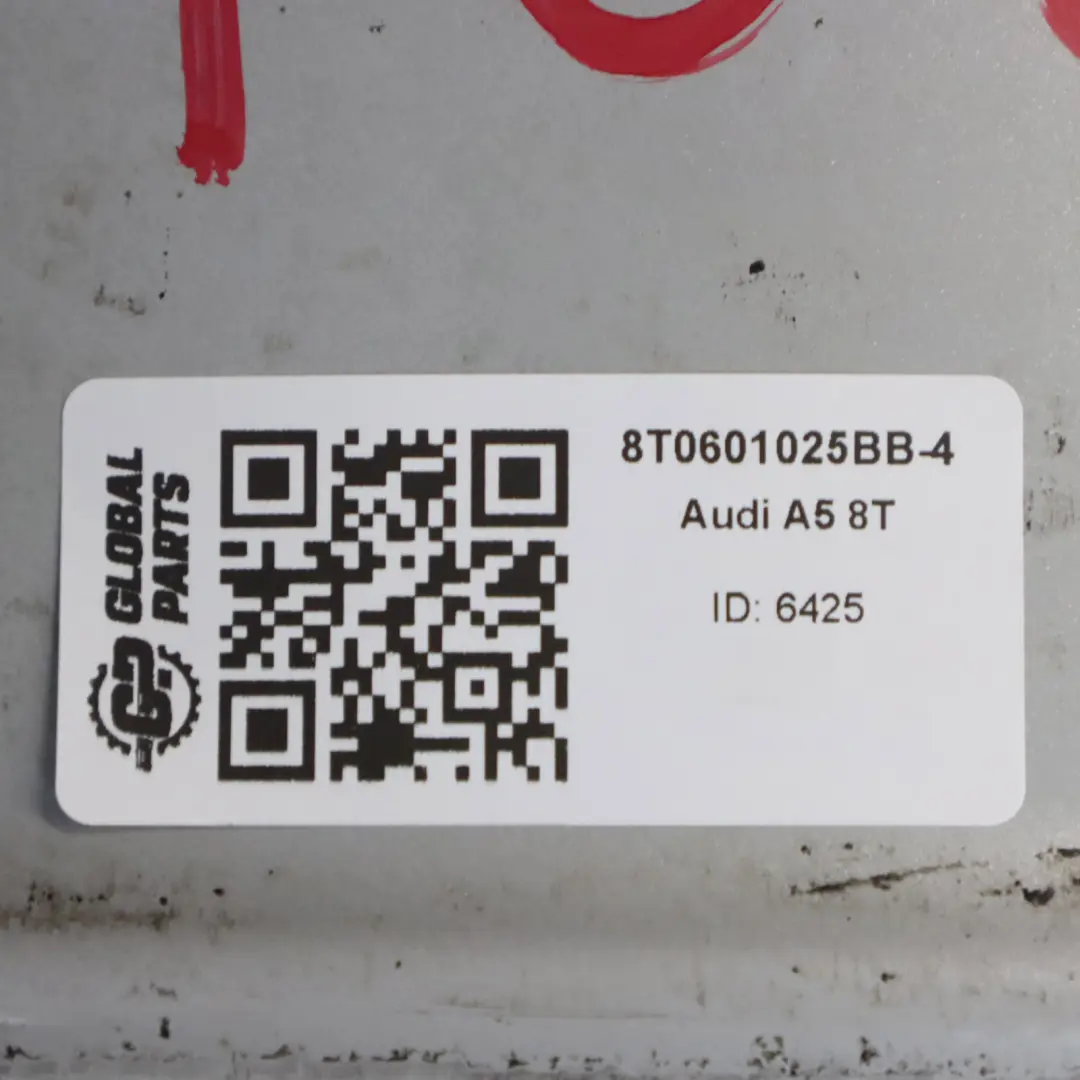 GLOBAL
PARTS
8T0601025BB-4
Audi A5 8T
ID: 6425